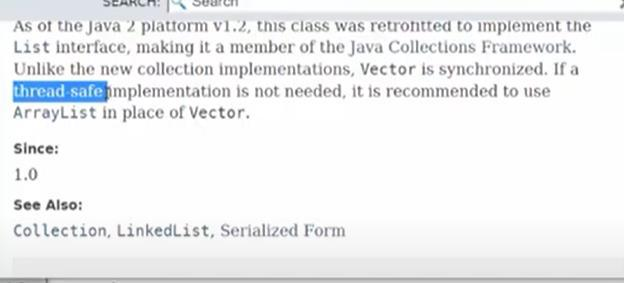 SEARCH: Search
As of the Java 2 platform v1.2, this class was retrofitted to implement the
List interface, making it a member of the Java Collections Framework.
Unlike the new collection implementations, Vector is synchronized. If a
thread-safe implementation is not needed, it is recommended to use
ArrayList in place of Vector.
Since:
1.0
See Also:
Collection, LinkedList, Serialized Form